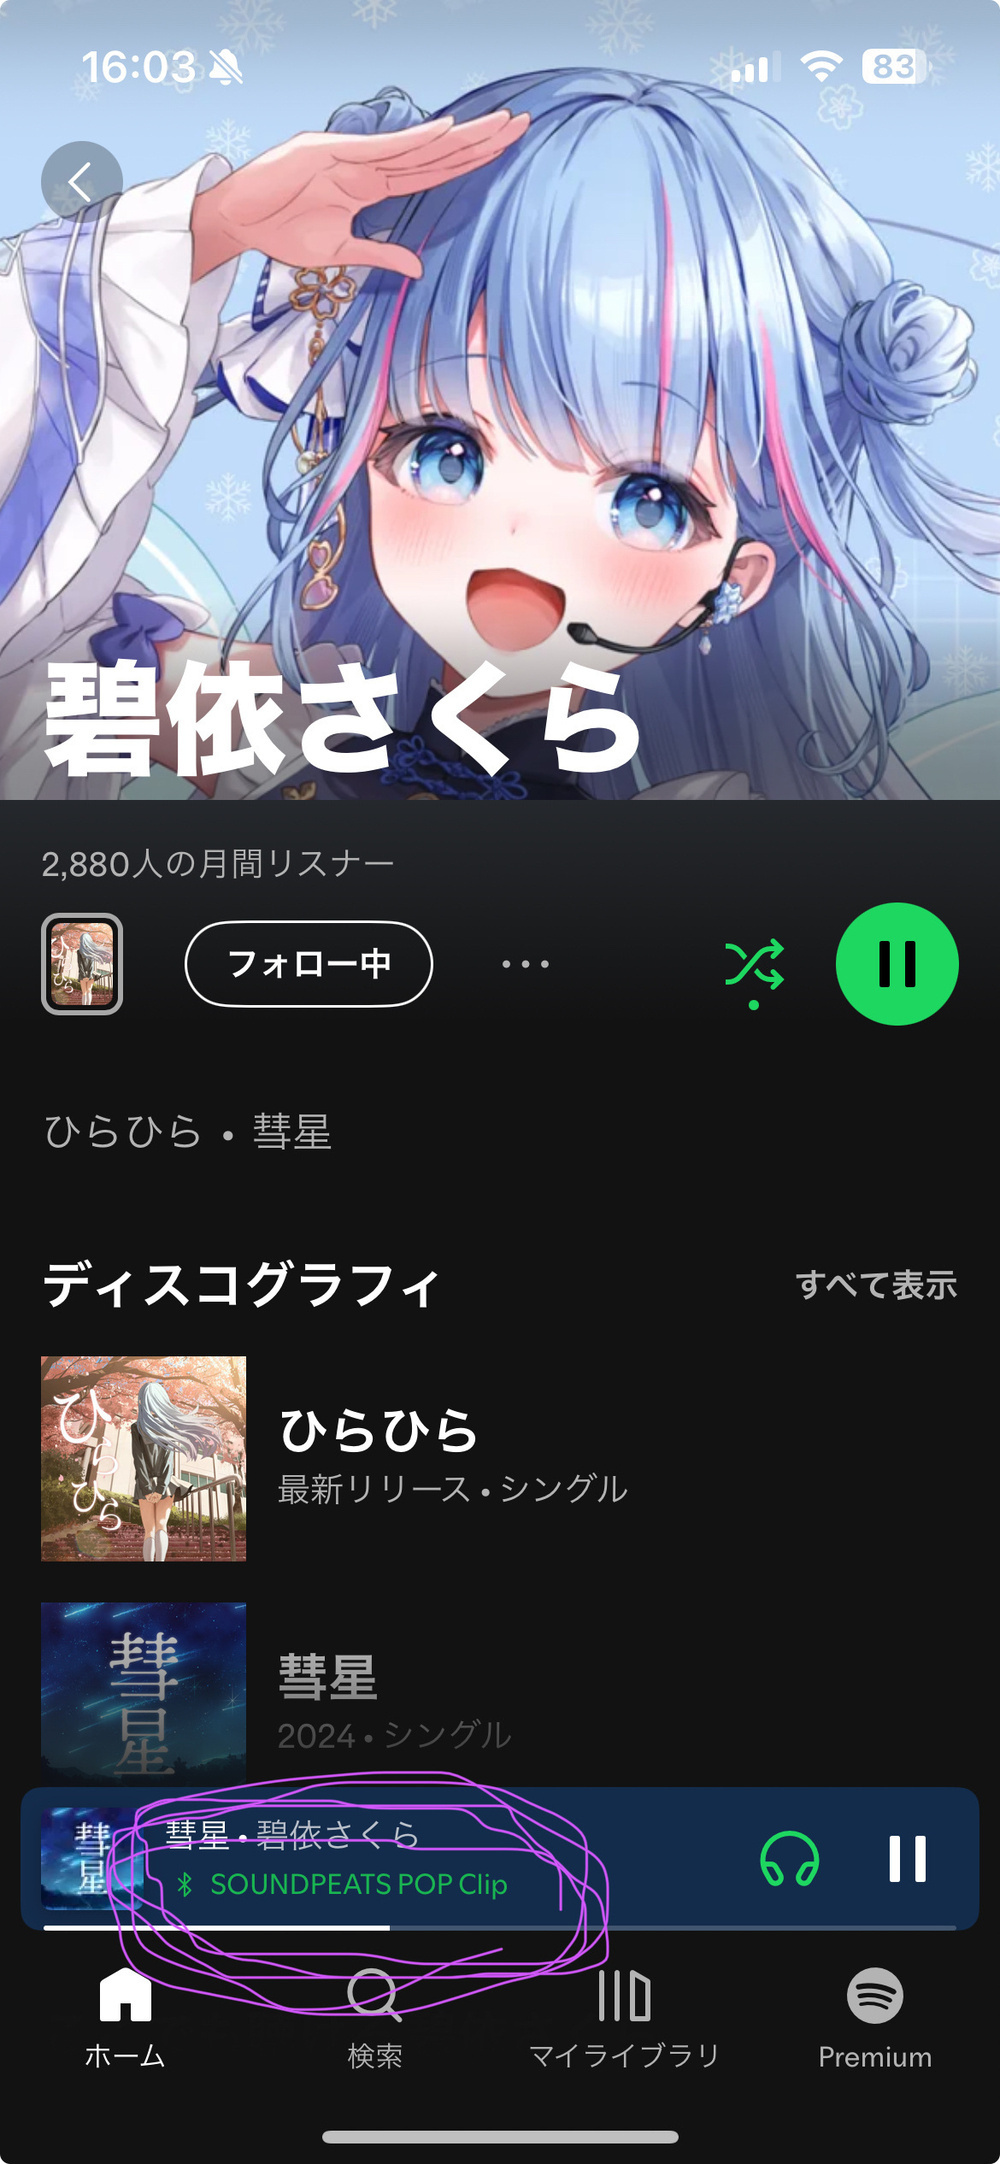 16:03
83
碧依さくら
2,880人の月間リスナー
ひらひら
フォロー中
ひらひら • 彗星
ディスコグラフィ
すべて表示
ひらひら
ひらひら
最新リリース • シングル
彗星
彗星
2024 • シングル
彗星
彗星 • 碧依さくら
SOUNDPEATS POP Clip
ホーム
検索
マイライブラリ
Premium